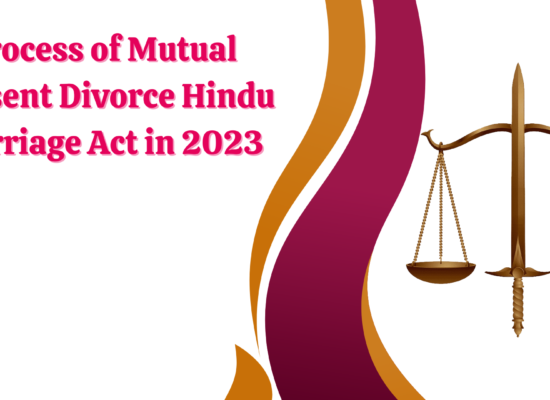 rocess of Mutual
sent Divorce Hindu
rriage Act in 2023